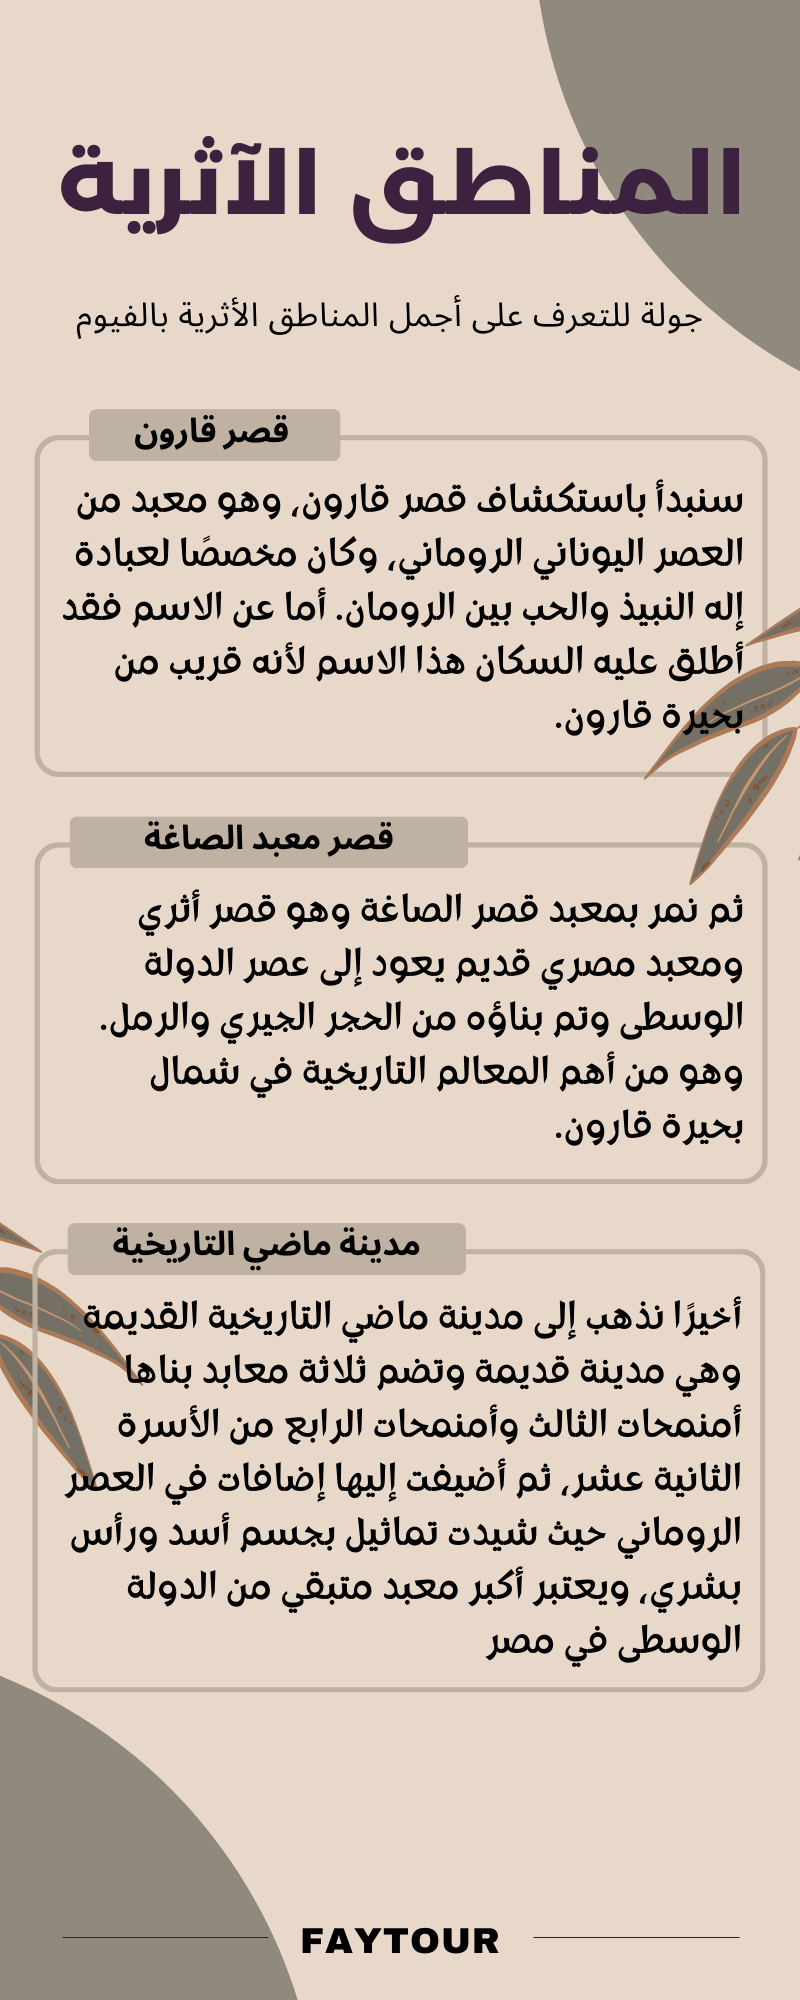 المناطق الآثرية
جولة للتعرف على أجمل المناطق الأثرية بالفيوم
قصر قارون
سنبدأ باستكشاف قصر قارون، وهو معبد من
العصر اليوناني الروماني، وكان مخصصًا لعبادة
إله النبيذ والحب بين الرومان. أما عن الاسم فقد
أطلق عليه السكان هذا الاسم لأنه قريب من
بحيرة قارون.
قصر معبد الصاغة
ثم نمر بمعبد قصر الصاغة وهو قصر أثري
ومعبد مصري قديم يعود إلى عصر الدولة
الوسطى وتم بناؤه من الحجر الجيري والرمل.
وهو من أهم المعالم التاريخية في شمال
بحيرة قارون.
مدينة ماضي التاريخية
أخيرًا نذهب إلى مدينة ماضي التاريخية القديمة
وهي مدينة قديمة وتضم ثلاثة معابد بناها
أمنمحات الثالث وأمنمحات الرابع من الأسرة
الثانية عشر، ثم أضيفت إليها إضافات في العصر
الروماني حيث شيدت تماثيل بجسم أسد ورأس
بشري، ويعتبر أكبر معبد متبقي من الدولة
الوسطى في مصر
FAYTOUR